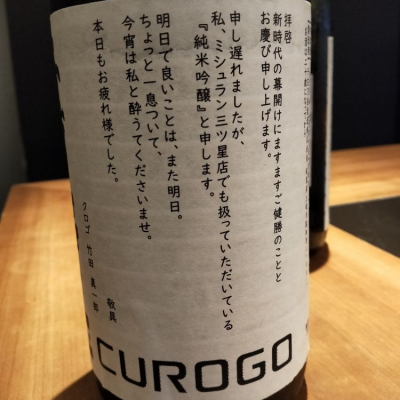 拝啓
新時代の幕開けにますますご健勝のことと
お慶び申し上げます。
申し遅れましたが、
私、ミシュラン三ツ星店でも扱っていただいている
『純米吟醸』と申します。
明日で良いことは、また明日。
ちょっと一息ついて、
今宵は私と酔うてくださいませ。
本日もお疲れ様でした。
敬具
クロゴ 竹田 真一郎
CUROGO